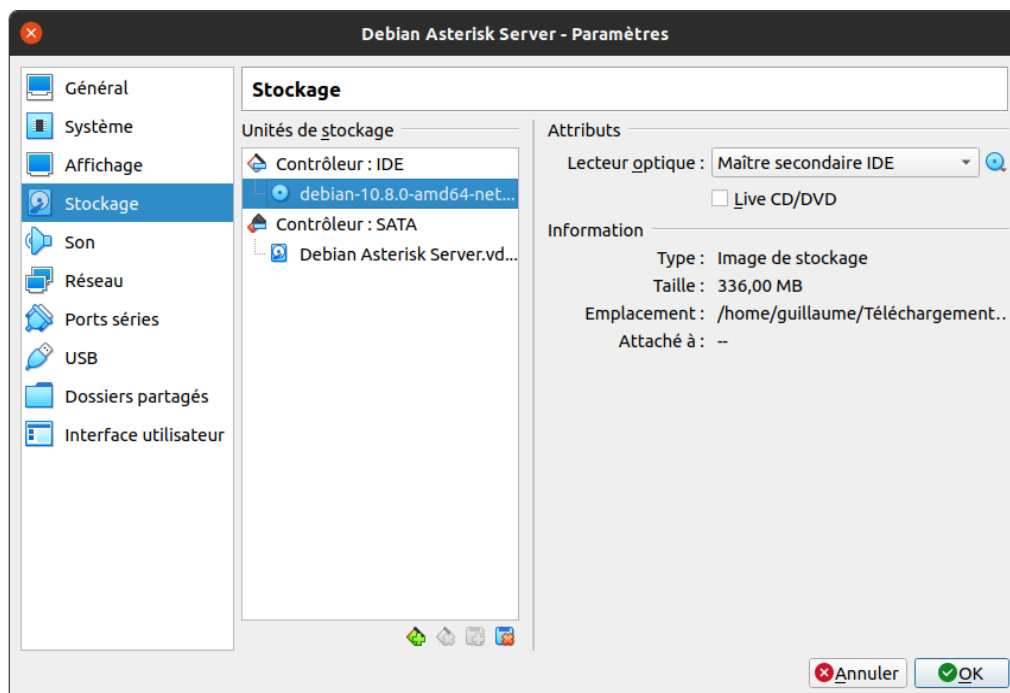 Debian Asterisk Server - Paramètres
Général
Système
Affichage
Stockage
Son
Réseau
Ports séries
USB
Dossiers partagés
Interface utilisateur
Stockage
Unités de stockage
Contrôleur : IDE
debian-10.8.0-amd64-net...
Contrôleur : SATA
Debian Asterisk Server.vd...
Attributs
Lecteur optique : Maître secondaire IDE
Live CD/DVD
Information
Type : Image de stockage
Taille : 336,00 MB
Emplacement : /home/guillaume/Téléchargement..
Attaché à : --
Annuler
OK